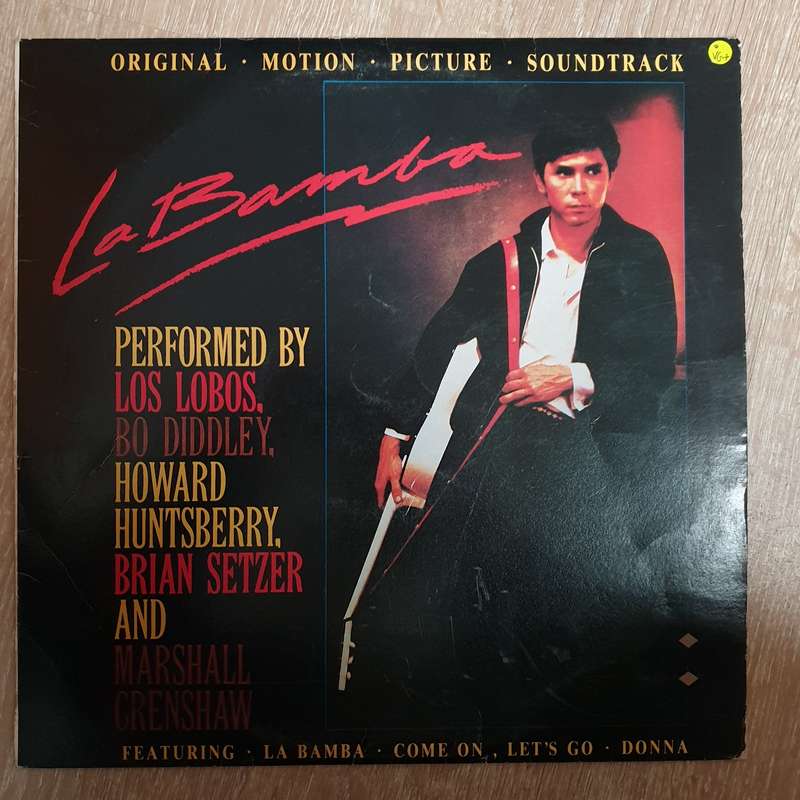 ORIGINAL · MOTION · PICTURE · SOUNDTRACK
VG+
La Bamba
PERFORMED BY
LOS LOBOS,
BO DIDDLEY,
HOWARD
HUNTSBERRY,
BRIAN SETZER
AND
MARSHALL
CRENSHAW
FEATURING · LA BAMBA · COME ON , LET'S GO · DONNA